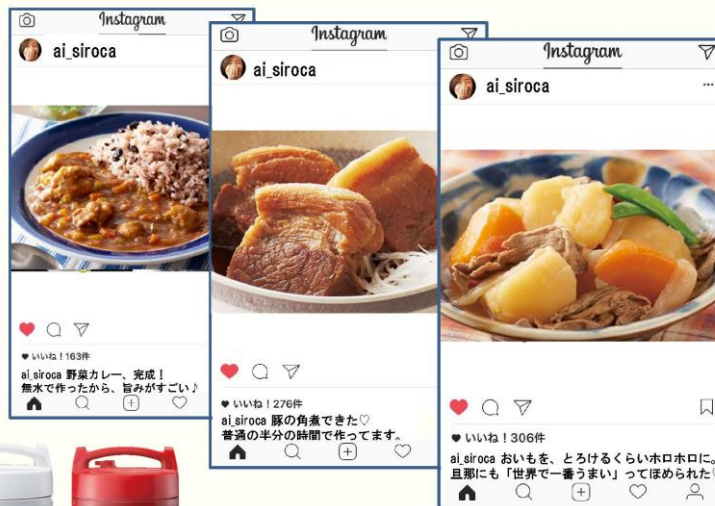 Instagram
ai_siroca
いいね！163件
ai_siroca 野菜カレー、完成！
無水で作ったから、旨みがすごい♪
Instagram
ai_siroca
いいね！276件
ai_siroca 豚の角煮できた♡
普通の半分の時間で作ってます。
Instagram
ai_siroca
いいね！306件
ai_siroca おいもを、とろけるくらいホロホロに。
旦那にも「世界で一番うまい」ってほめられた♡